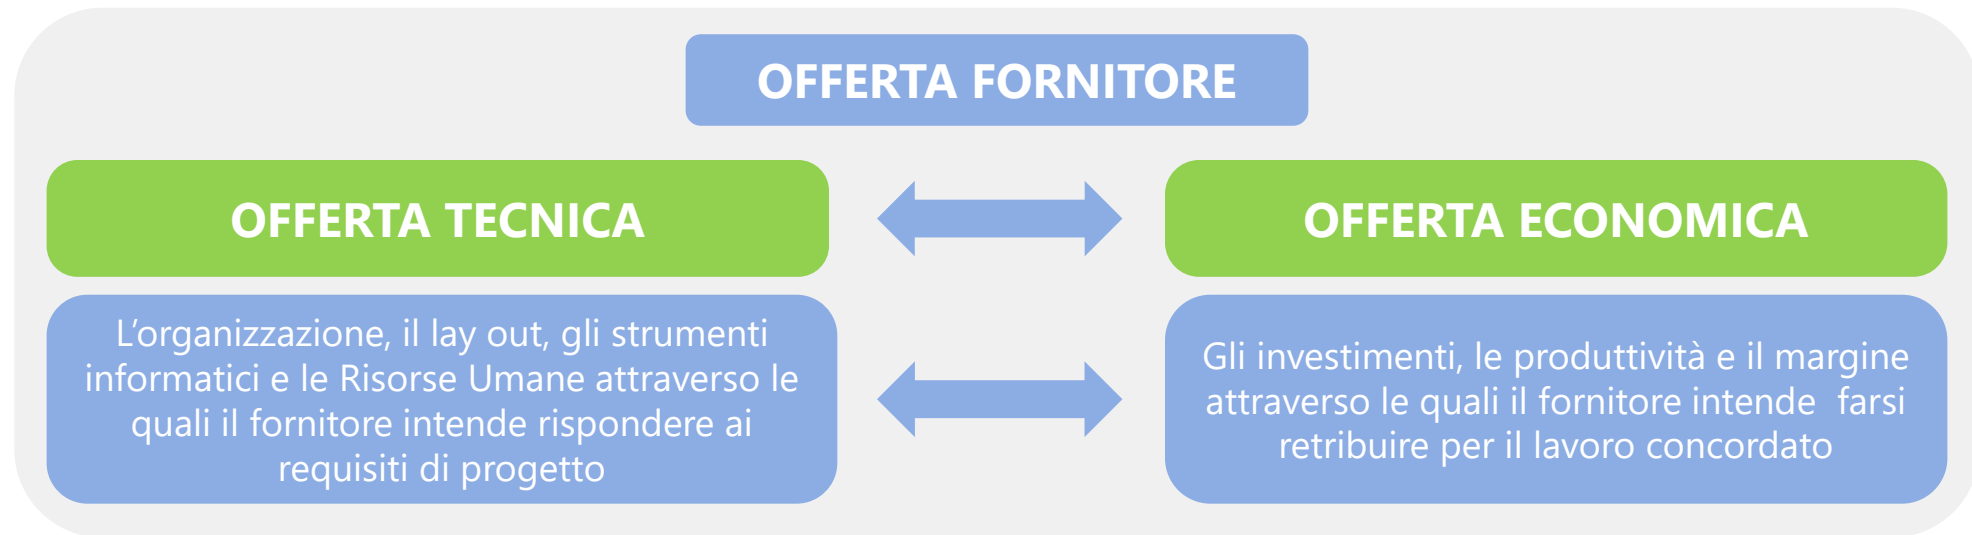 OFFERTA FORNITORE
OFFERTA TECNICA
OFFERTA ECONOMICA
L’organizzazione, il lay out, gli strumenti
informatici e le Risorse Umane attraverso le
quali il fornitore intende rispondere ai
requisiti di progetto
Gli investimenti, le produttività e il margine
attraverso le quali il fornitore intende  farsi
retribuire per il lavoro concordato